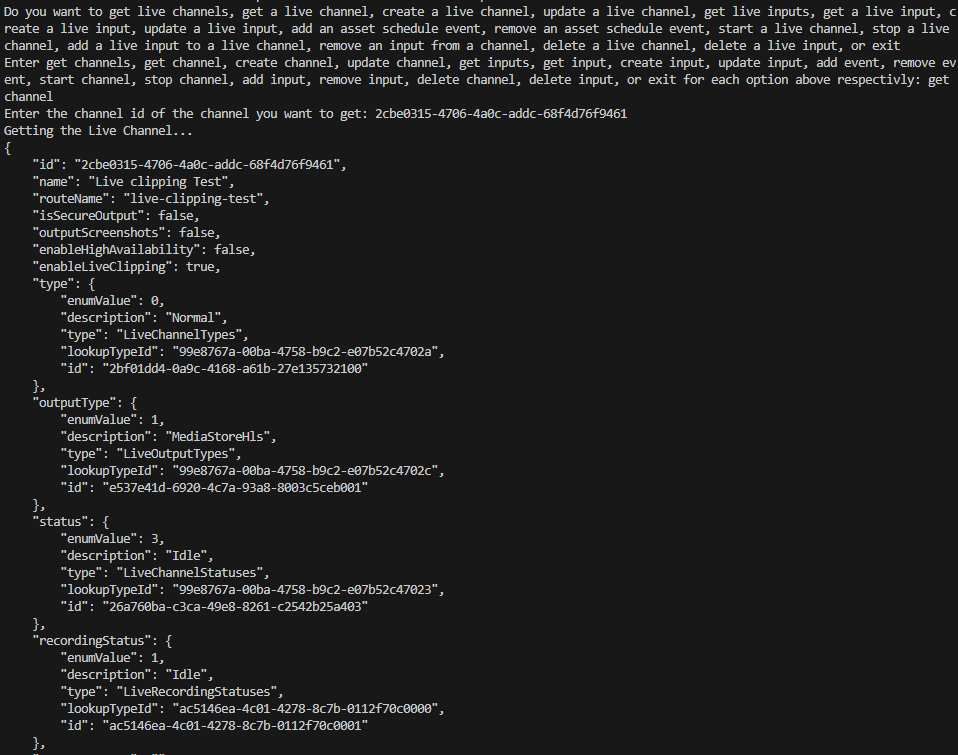 Do you want to get live channels, get a live channel, create a live channel, update a live channel, get live inputs, get a live input, c
reate a live input, update a live input, add an asset schedule event, remove an asset schedule event, start a live channel, stop a live
channel, add a live input to a live channel, remove an input from a channel, delete a live channel, delete a live input, or exit
Enter get channels, get channel, create channel, update channel, get inputs, get input, create input, update input, add event, remove ev
ent, start channel, stop channel, add input, remove input, delete channel, delete input, or exit for each option above respectivly: get
channel
Enter the channel id of the channel you want to get: 2cbe0315-4706-4a0c-addc-68f4d76f9461
Getting the Live Channel...
{
    "id": "2cbe0315-4706-4a0c-addc-68f4d76f9461",
    "name": "Live clipping Test",
    "routeName": "live-clipping-test",
    "isSecureOutput": false,
    "outputScreenshots": false,
    "enableHighAvailability": false,
    "enableLiveClipping": true,
    "type": {
        "enumValue": 0,
        "description": "Normal",
        "type": "LiveChannelTypes",
        "lookupTypeId": "99e8767a-00ba-4758-b9c2-e07b52c4702a",
        "id": "2bf01dd4-0a9c-4168-a61b-27e135732100"
    },
    "outputType": {
        "enumValue": 1,
        "description": "MediaStoreHls",
        "type": "LiveOutputTypes",
        "lookupTypeId": "99e8767a-00ba-4758-b9c2-e07b52c4702c",
        "id": "e537e41d-6920-4c7a-93a8-8003c5ceb001"
    },
    "status": {
        "enumValue": 3,
        "description": "Idle",
        "type": "LiveChannelStatuses",
        "lookupTypeId": "99e8767a-00ba-4758-b9c2-e07b52c47023",
        "id": "26a760ba-c3ca-49e8-8261-c2542b25a403"
    },
    "recordingStatus": {
        "enumValue": 1,
        "description": "Idle",
        "type": "LiveRecordingStatuses",
        "lookupTypeId": "ac5146ea-4c01-4278-8c7b-0112f70c0000",
        "id": "ac5146ea-4c01-4278-8c7b-0112f70c0001"
    },